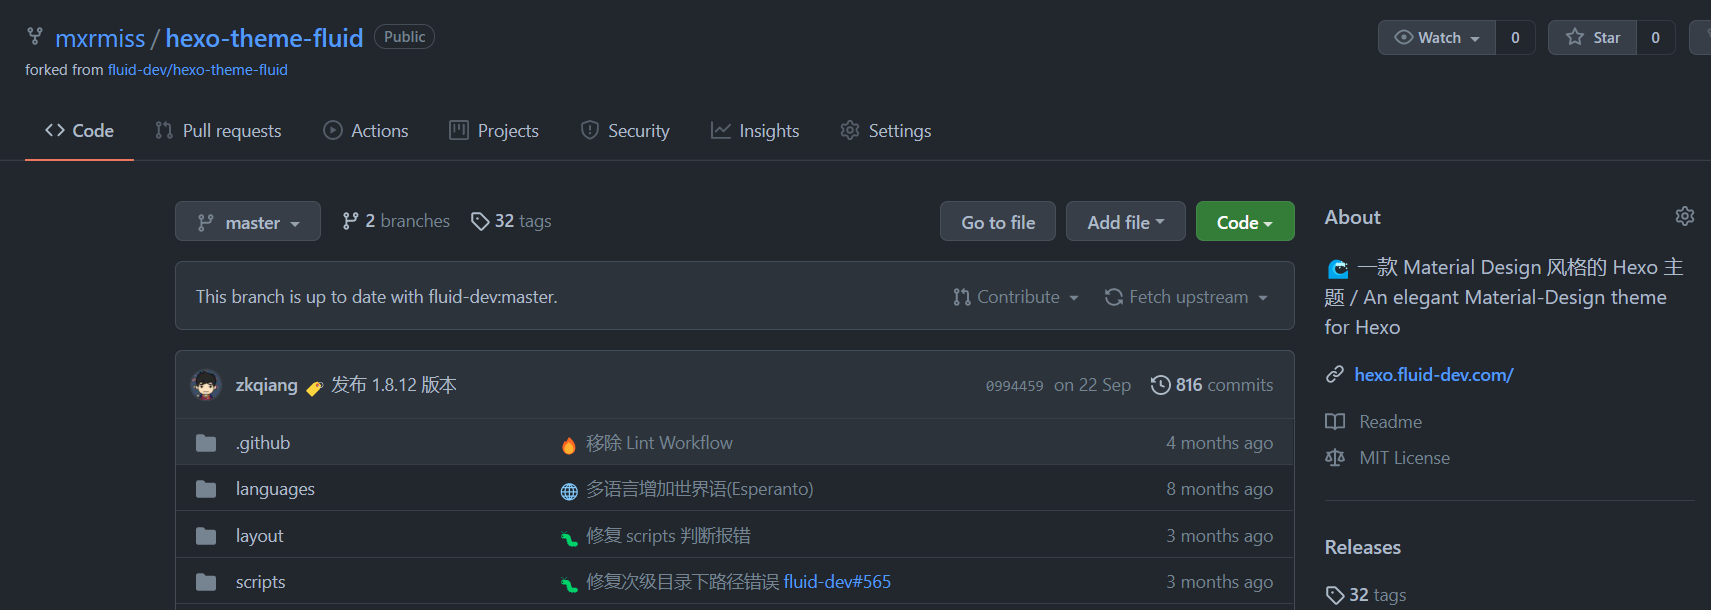 mxrmiss / hexo-theme-fluid Public
Watch 0 Star 0
forked from fluid-dev/hexo-theme-fluid
Code Pull requests Actions Projects Security Insights Settings
master 2 branches 32 tags Go to file Add file Code
This branch is up to date with fluid-dev:master. Contribute Fetch upstream
zkqiang 发布 1.8.12 版本 0994459 on 22 Sep 816 commits
.github 移除 Lint Workflow 4 months ago
languages 多语言增加世界语(Esperanto) 8 months ago
layout 修复 scripts 判断报错 3 months ago
scripts 修复次级目录下路径错误 fluid-dev#565 3 months ago
About
一款 Material Design 风格的 Hexo 主
题 / An elegant Material-Design theme
for Hexo
hexo.fluid-dev.com/
Readme
MIT License
Releases
32 tags